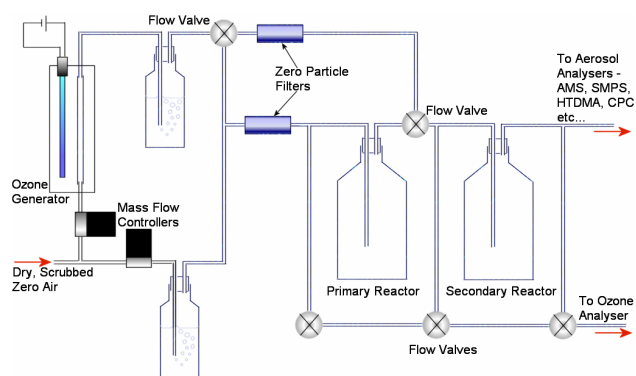 Flow Valve
Zero Particle
Filters
To Aerosol
Analysers -
AMS, SMPS,
HTDMA, CPC
etc...
Flow Valve
Ozone
Generator
Mass Flow
Controllers
Dry, Scrubbed
Zero Air
Primary Reactor
Secondary Reactor
To Ozone
Analyser
Flow Valves